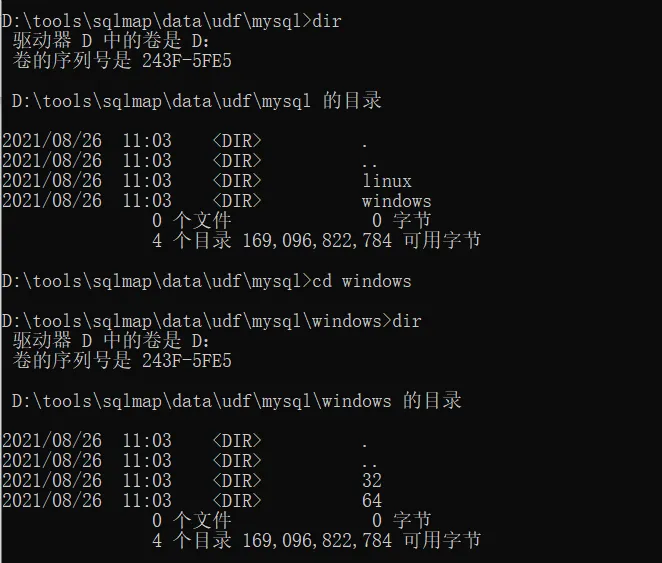 D:\tools\sqlmap\data\udf\mysql>dir
驱动器 D 中的卷是 D:
卷的序列号是 243F-5FE5
D:\tools\sqlmap\data\udf\mysql 的目录
2021/08/26  11:03    <DIR>          .
2021/08/26  11:03    <DIR>          ..
2021/08/26  11:03    <DIR>          linux
2021/08/26  11:03    <DIR>          windows
0 个文件              0 字节
4 个目录 169,096,822,784 可用字节
D:\tools\sqlmap\data\udf\mysql>cd windows
D:\tools\sqlmap\data\udf\mysql\windows>dir
驱动器 D 中的卷是 D:
卷的序列号是 243F-5FE5
D:\tools\sqlmap\data\udf\mysql\windows 的目录
2021/08/26  11:03    <DIR>          .
2021/08/26  11:03    <DIR>          ..
2021/08/26  11:03    <DIR>          32
2021/08/26  11:03    <DIR>          64
0 个文件              0 字节
4 个目录 169,096,822,784 可用字节